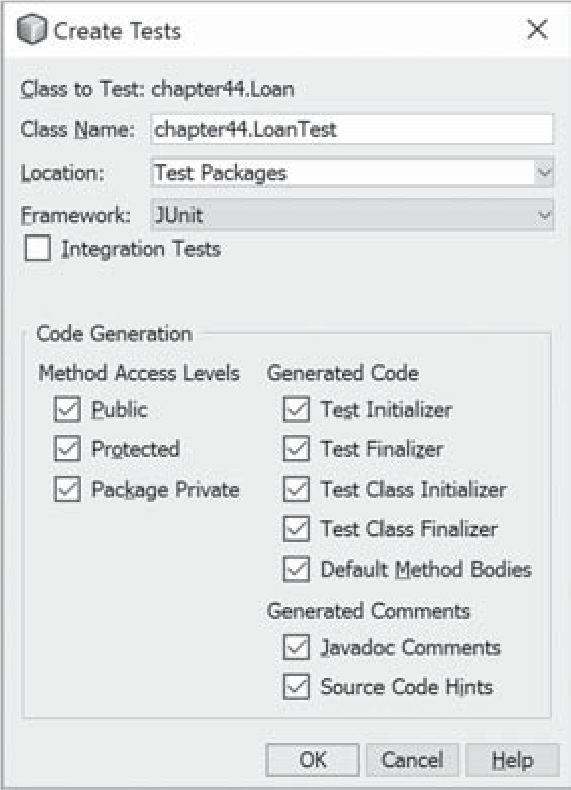 Create Tests
Class to Test: chapter44.Loan
Class Name: chapter44.LoanTest
Location: Test Packages
Framework: JUnit
Integration Tests
Code Generation
Method Access Levels
Public
Protected
Package Private
Generated Code
Test Initializer
Test Finalizer
Test Class Initializer
Test Class Finalizer
Default Method Bodies
Generated Comments
Javadoc Comments
Source Code Hints
OK Cancel Help